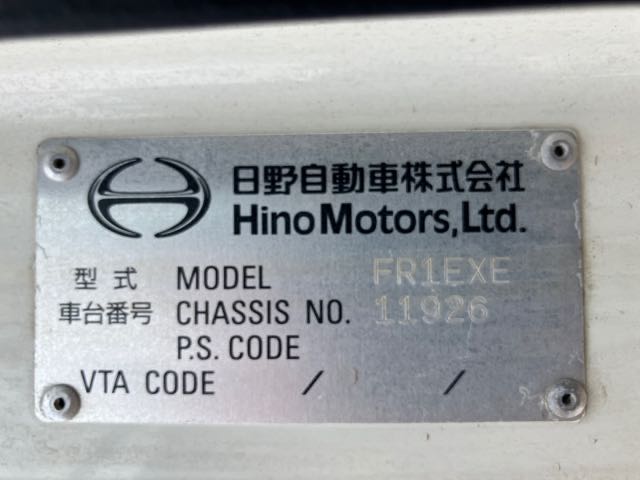 日野自動車株式会社
Hino Motors, Ltd.
型式 MODEL FR1EXE
車台番号 CHASSIS NO. 11926
P.S. CODE
VTA CODE / /